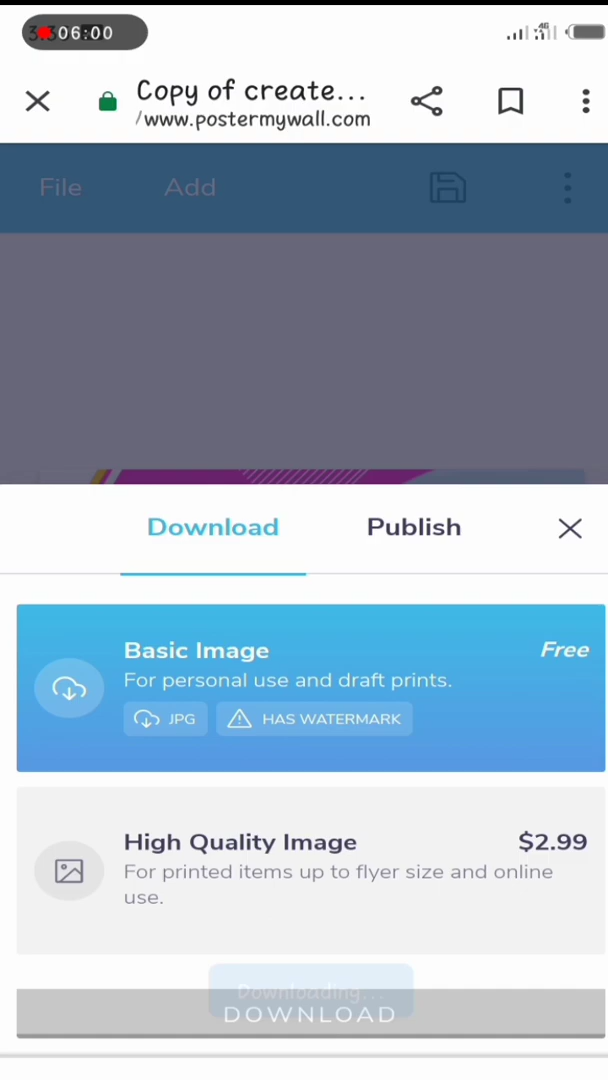 06:00
4G
Copy of create...
/www.postermywall.com
File
Add
Download
Publish
Basic Image
Free
For personal use and draft prints.
JPG
HAS WATERMARK
High Quality Image
$2.99
For printed items up to flyer size and online
use.
Downloading...
DOWNLOAD